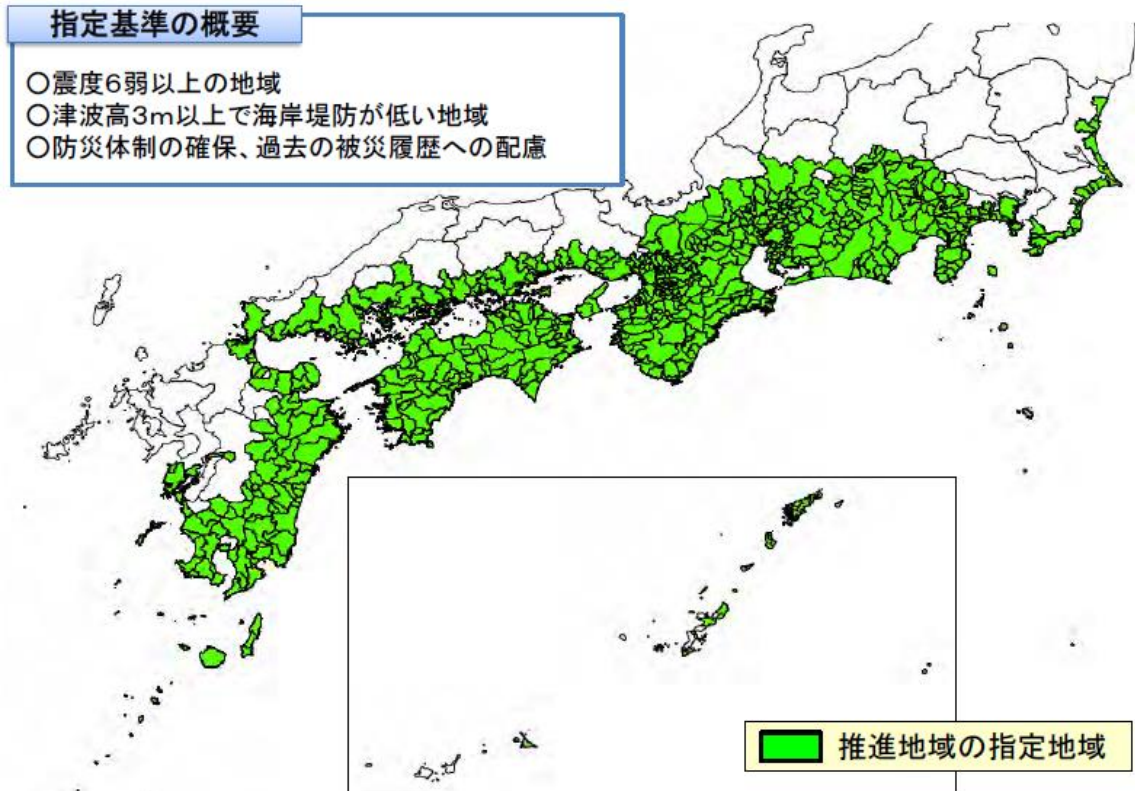 指定基準の概要
○震度6弱以上の地域
○津波高3m以上で海岸堤防が低い地域
○防災体制の確保、過去の被災履歴への配慮
推進地域の指定地域